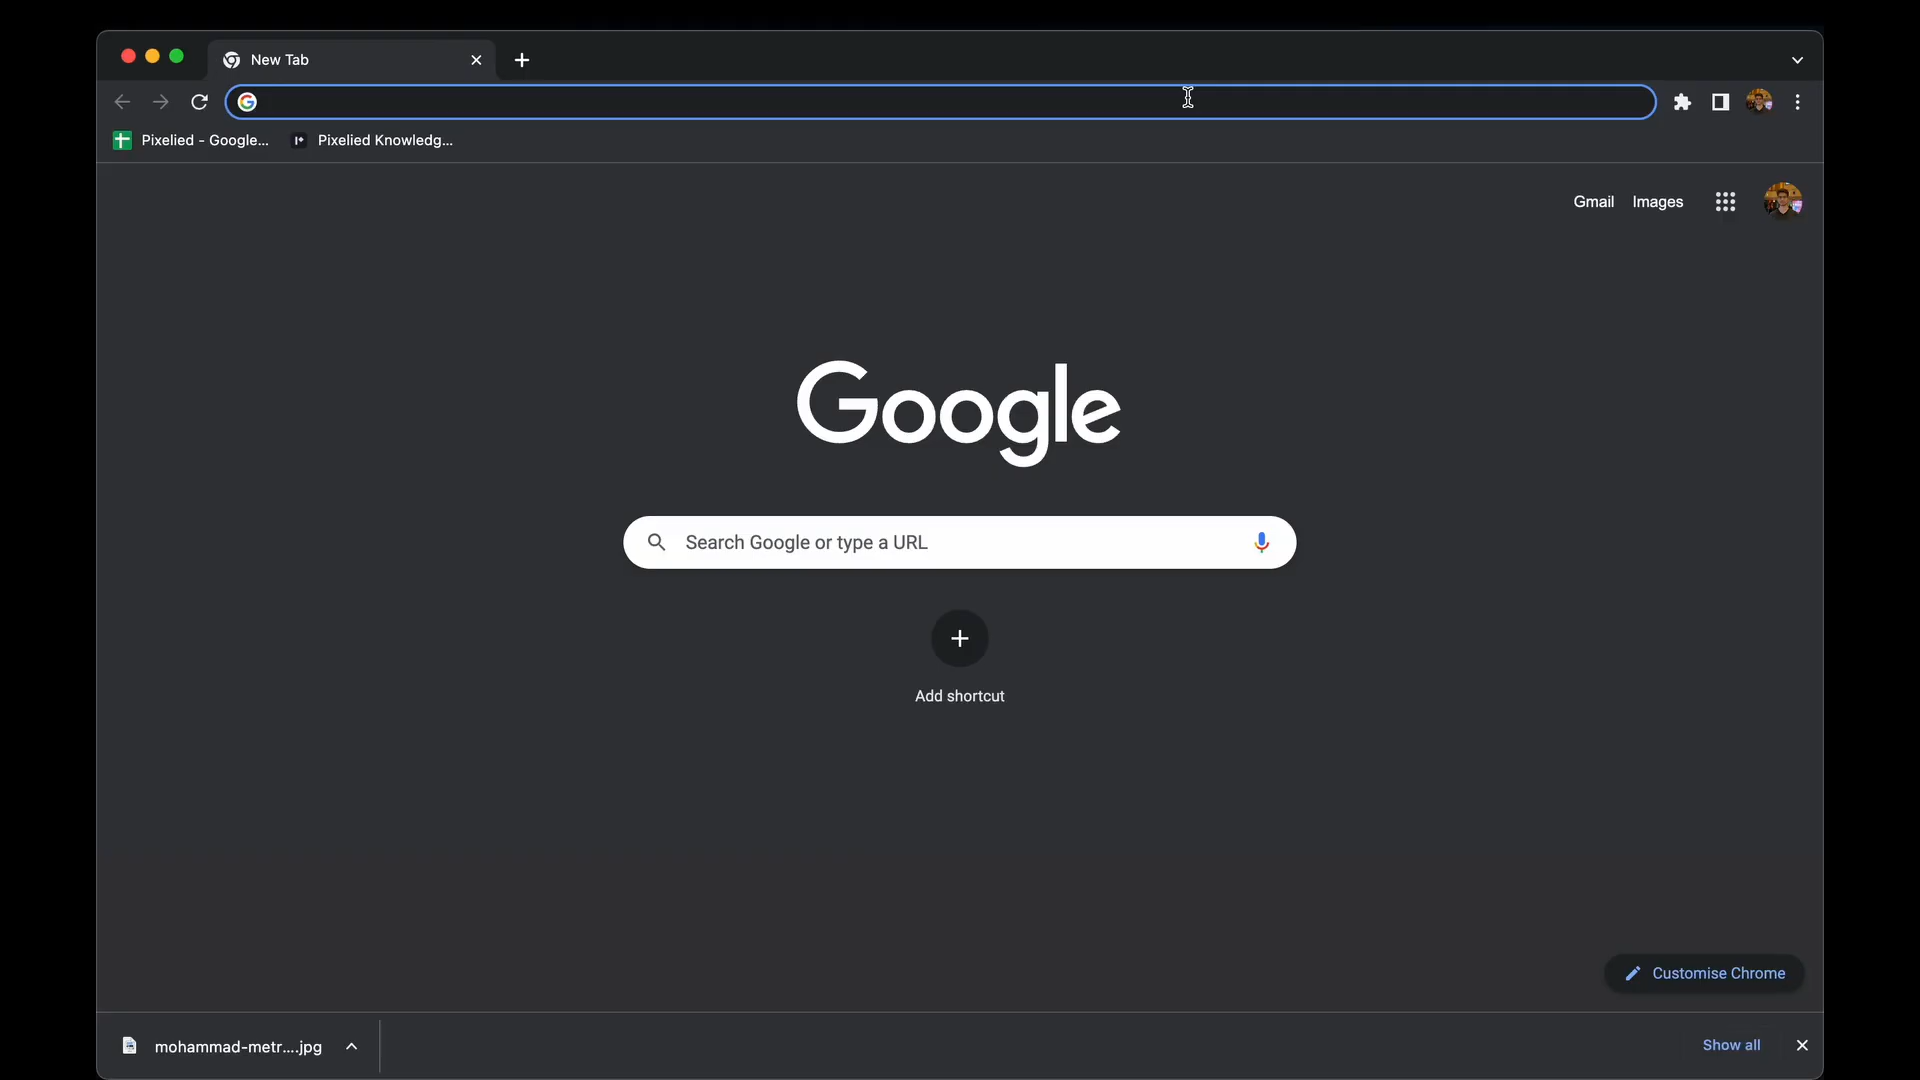 New Tab
Pixelied - Google... Pixelied Knowledg...
Gmail Images
Google
Search Google or type a URL
Add shortcut
Customise Chrome
mohammad-metr....jpg
Show all